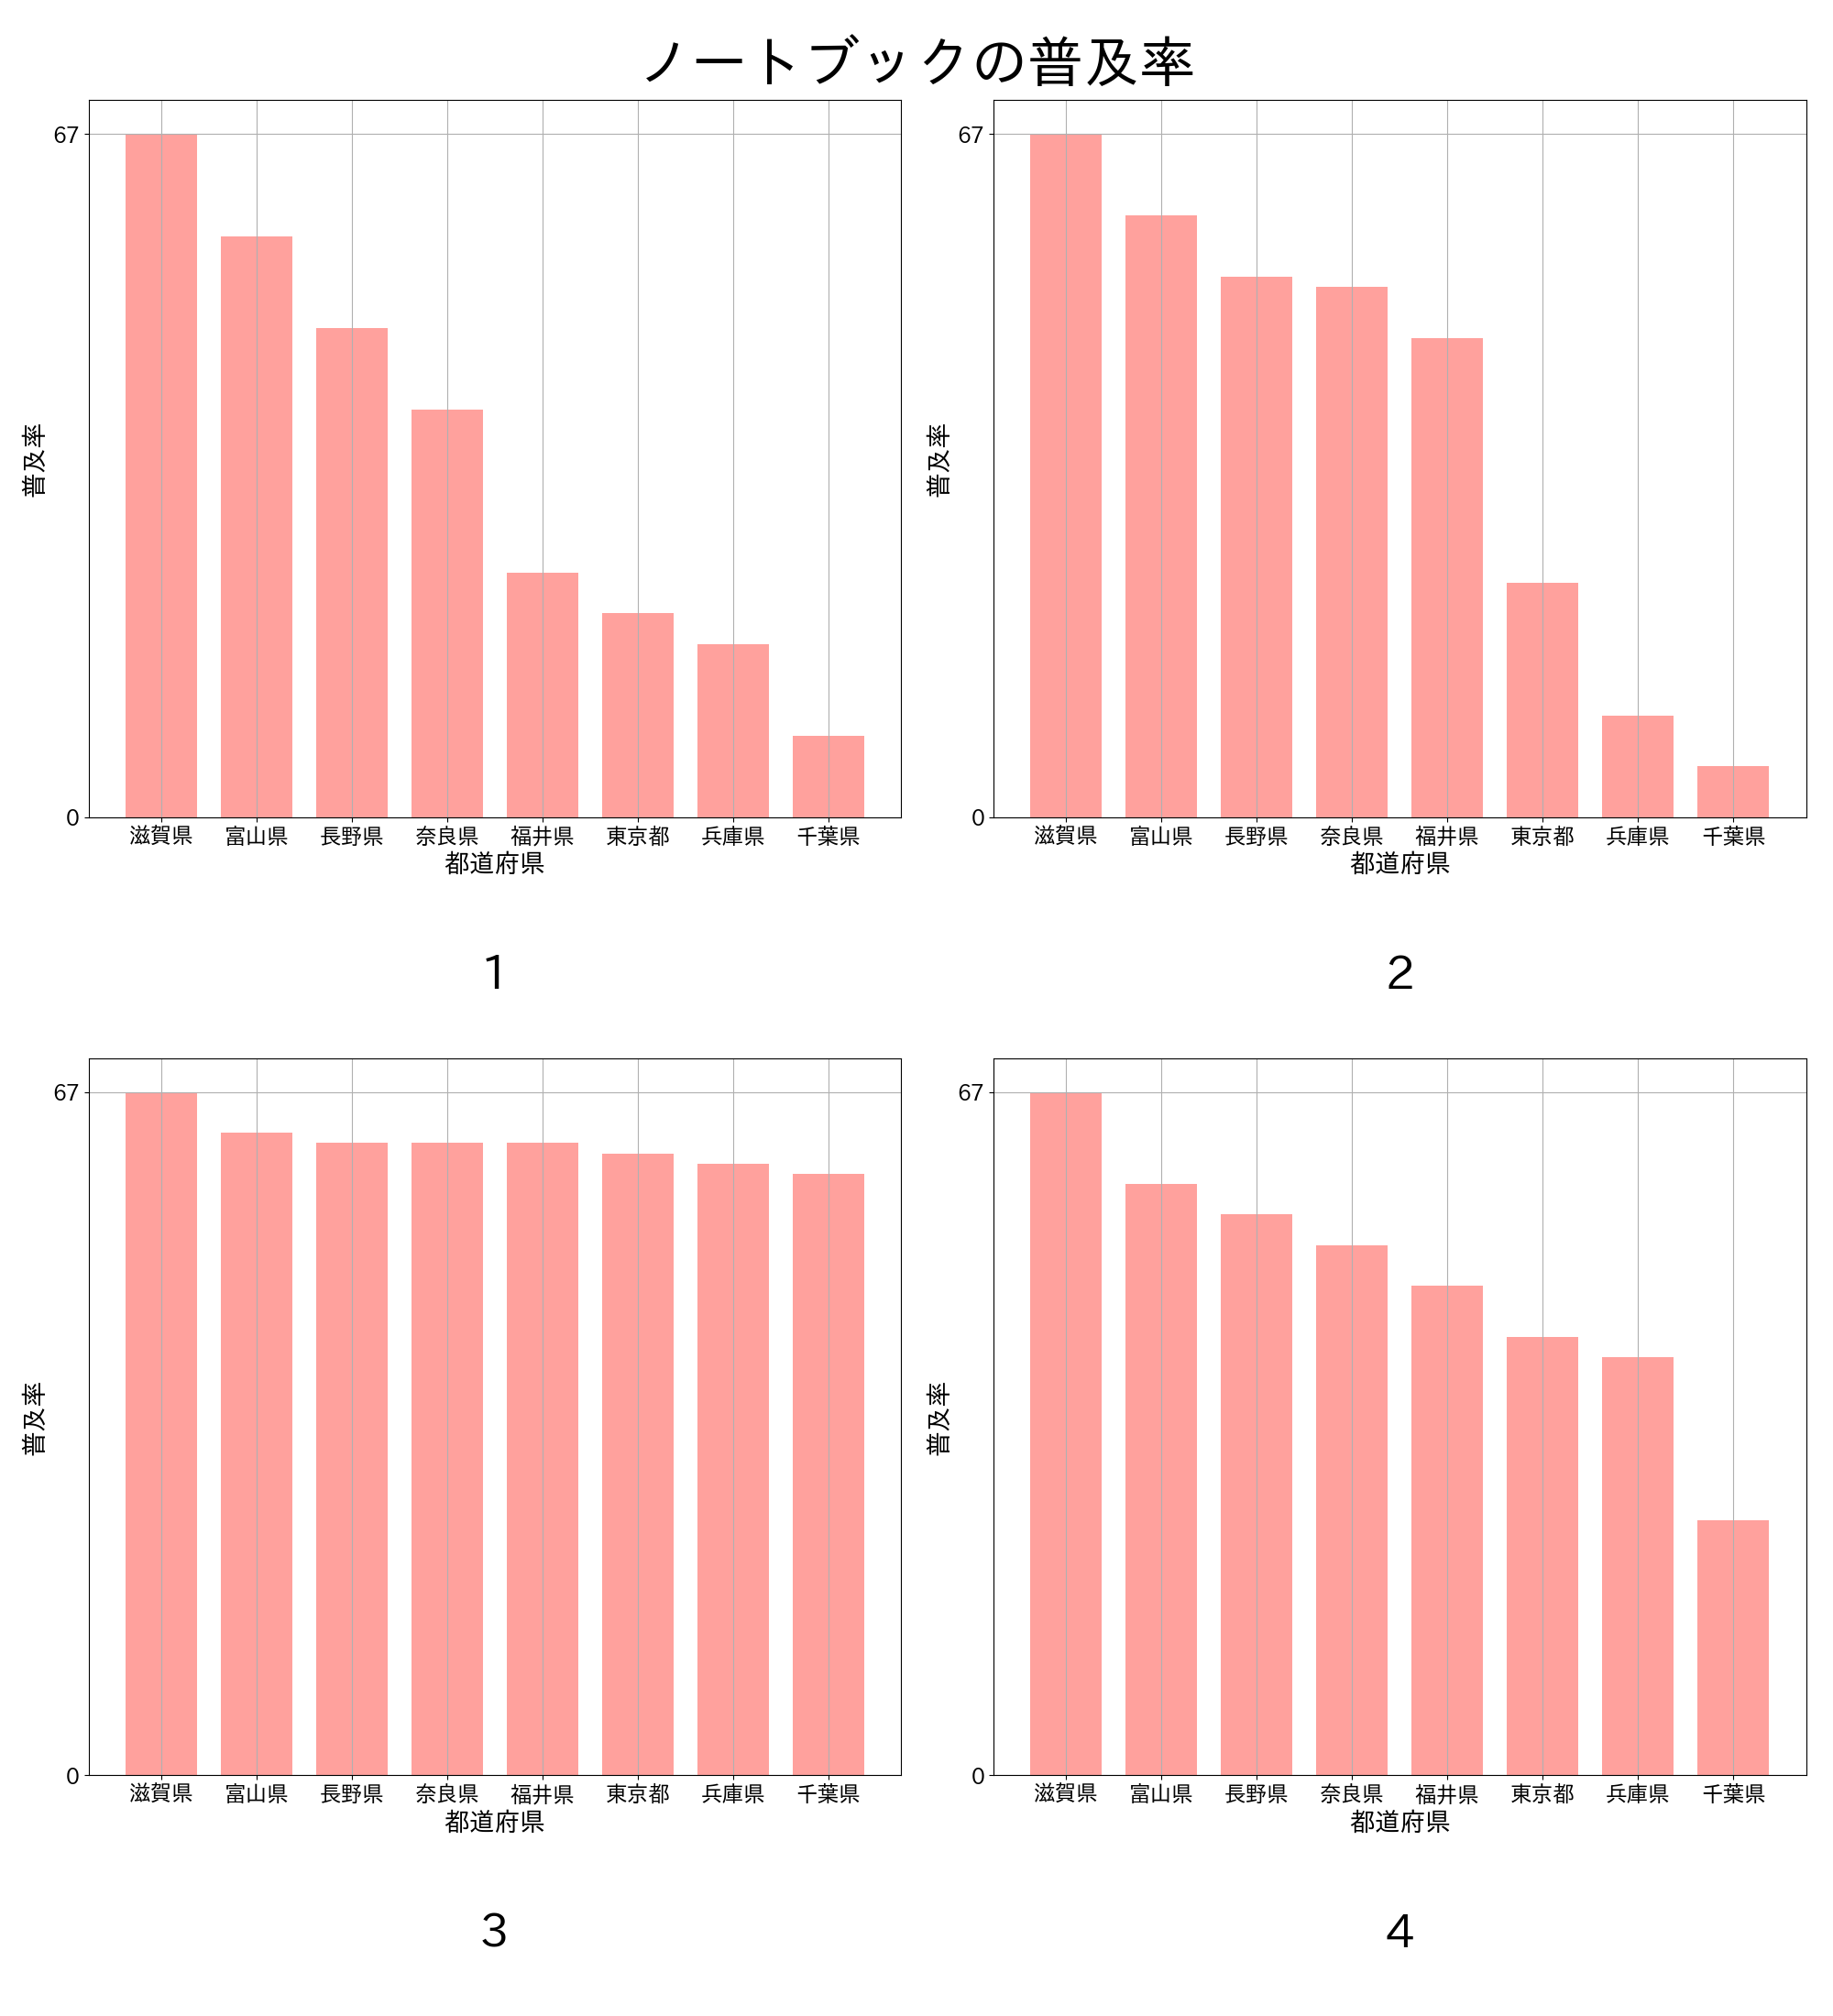 ノートブックの普及率
67
0
普及率
滋賀県 富山県 長野県 奈良県 福井県 東京都 兵庫県 千葉県
都道府県
1
67
0
普及率
滋賀県 富山県 長野県 奈良県 福井県 東京都 兵庫県 千葉県
都道府県
2
67
0
普及率
滋賀県 富山県 長野県 奈良県 福井県 東京都 兵庫県 千葉県
都道府県
3
67
0
普及率
滋賀県 富山県 長野県 奈良県 福井県 東京都 兵庫県 千葉県
都道府県
4